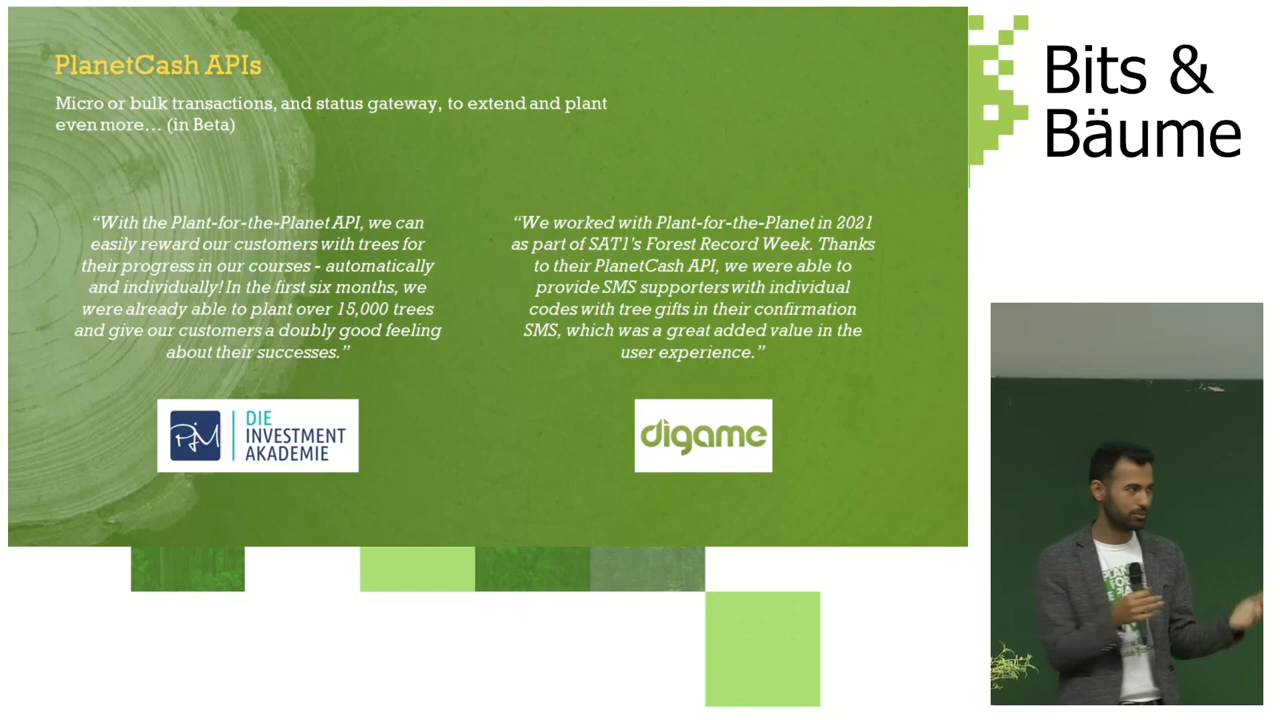 PlanetCash APIs
Micro or bulk transactions, and status gateway, to extend and plant
even more... (in Beta)
“With the Plant-for-the-Planet API, we can
easily reward our customers with trees for
their progress in our courses - automatically
and individually! In the first six months, we
were already able to plant over 15,000 trees
and give our customers a doubly good feeling
about their successes.”
DIE
INVESTMENT
AKADEMIE
“We worked with Plant-for-the-Planet in 2021
as part of SAT1's Forest Record Week. Thanks
to their PlanetCash API, we were able to
provide SMS supporters with individual
codes with tree gifts in their confirmation
SMS, which was a great added value in the
user experience.”
digame
Bits &
Bäume